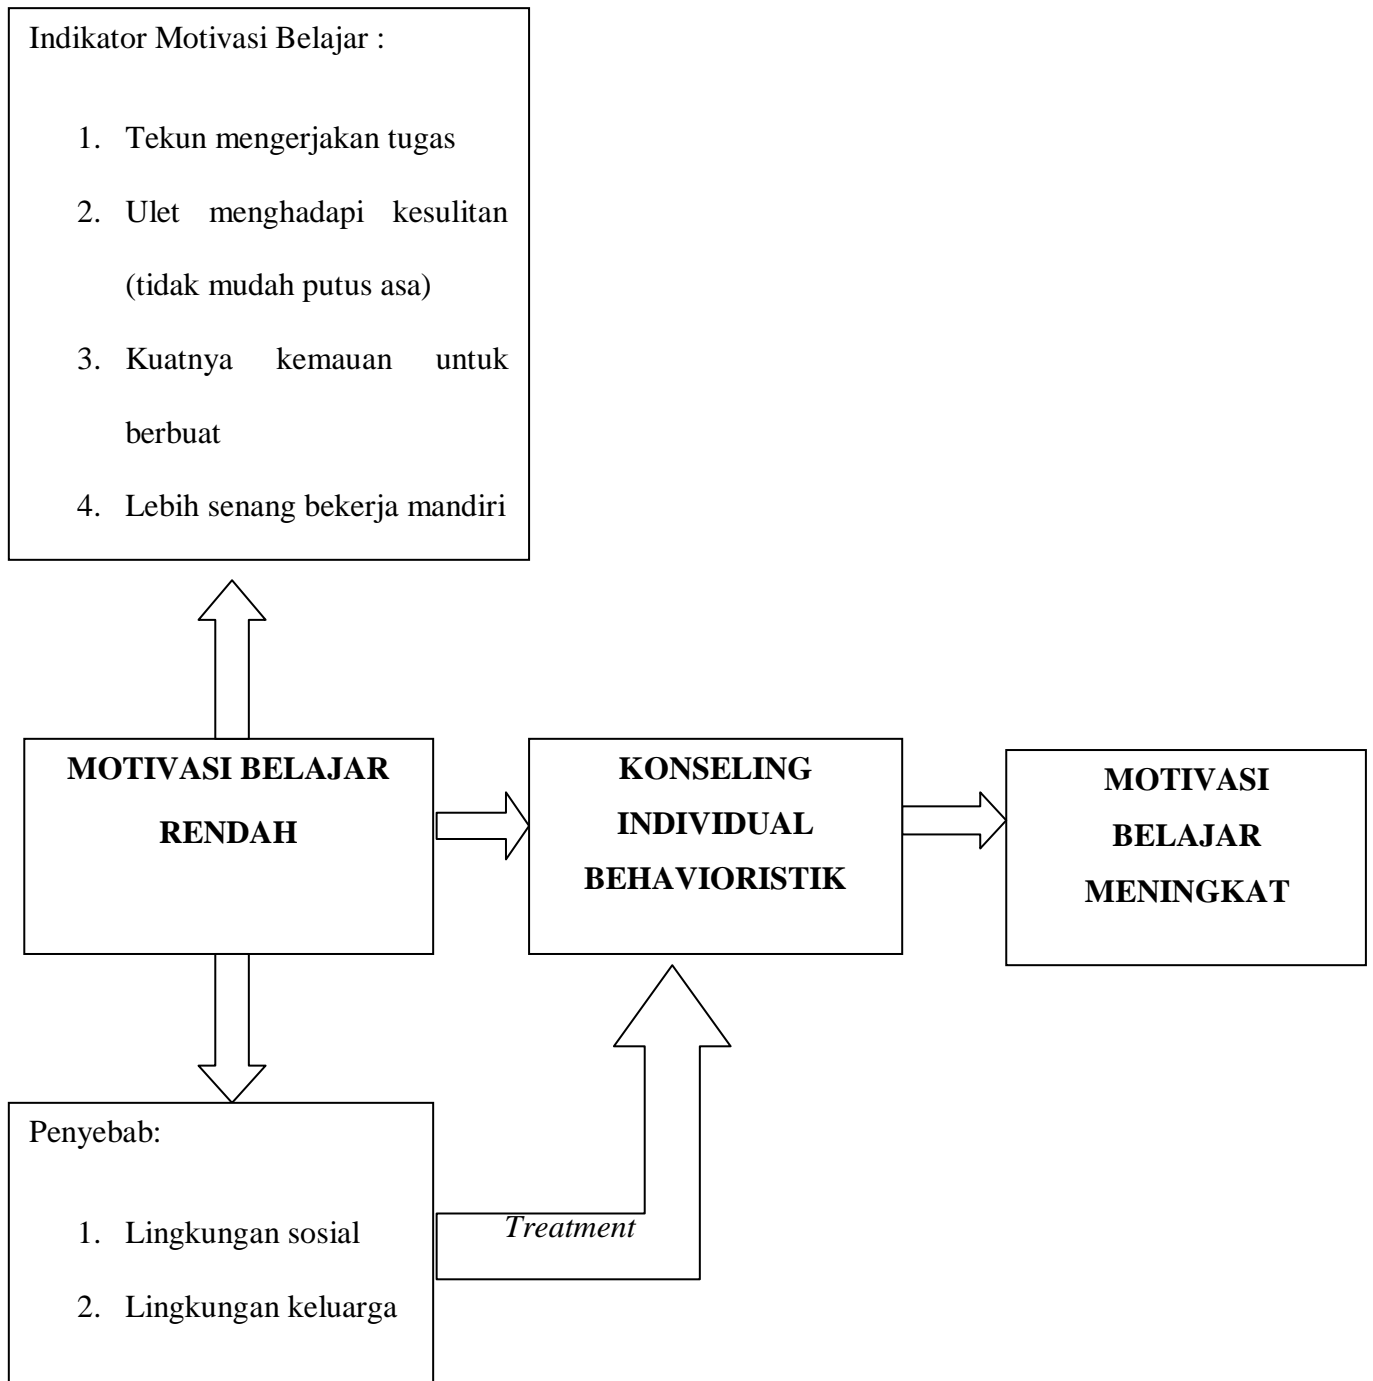 Indikator Motivasi Belajar :
1. Tekun mengerjakan tugas
2. Ulet menghadapi kesulitan
(tidak mudah putus asa)
3. Kuatnya kemauan untuk
berbuat
4. Lebih senang bekerja mandiri
MOTIVASI BELAJAR
RENDAH
KONSELING
INDIVIDUAL
BEHAVIORISTIK
MOTIVASI
BELAJAR
MENINGKAT
Penyebab:
1. Lingkungan sosial
2. Lingkungan keluarga
Treatment